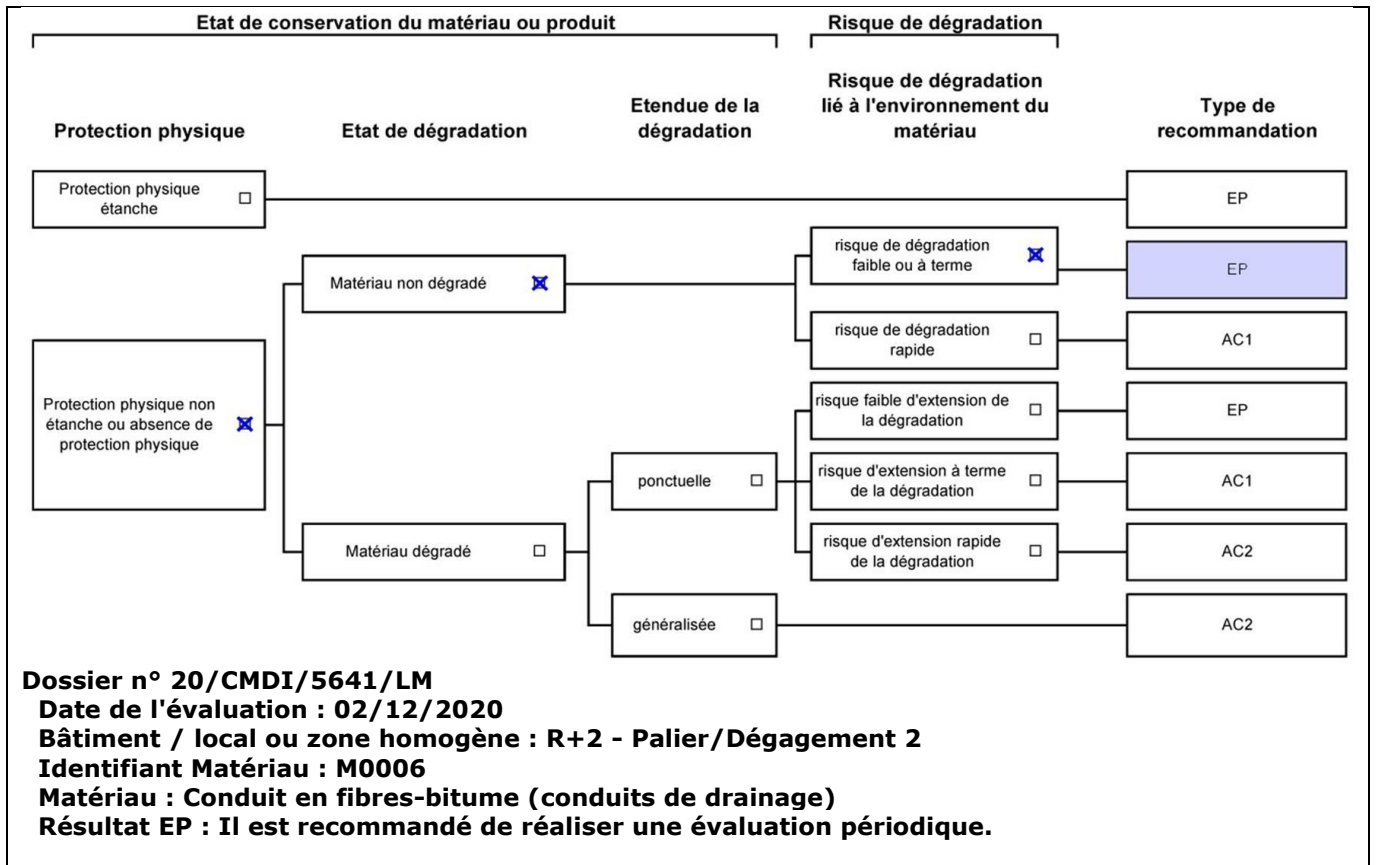 Etat de conservation du matériau ou produit
Risque de dégradation
Protection physique
Etat de dégradation
Etendue de la
dégradation
Risque de dégradation
lié à l'environnement du
matériau
Type de
recommandation
Protection physique
étanche
EP
risque de dégradation
faible ou à terme
EP
Matériau non dégradé
risque de dégradation
rapide
AC1
Protection physique non
étanche ou absence de
protection physique
risque faible d'extension de
la dégradation
EP
ponctuelle
risque d'extension à terme
de la dégradation
AC1
Matériau dégradé
risque d'extension rapide
de la dégradation
AC2
généralisée
AC2
Dossier n° 20/CMDI/5641/LM
Date de l'évaluation : 02/12/2020
Bâtiment / local ou zone homogène : R+2 - Palier/Dégagement 2
Identifiant Matériau : M0006
Matériau : Conduit en fibres-bitume (conduits de drainage)
Résultat EP : Il est recommandé de réaliser une évaluation périodique.